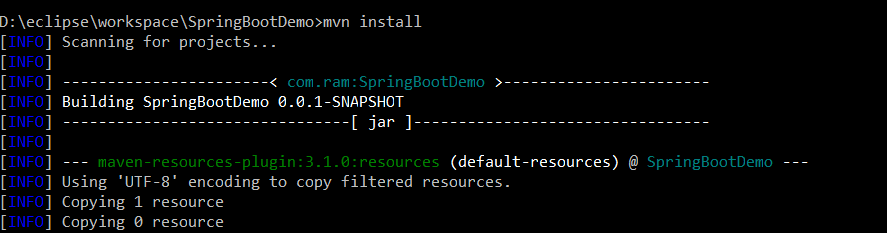 D:\eclipse\workspace\SpringBootDemo>mvn install
[INFO] Scanning for projects...
[INFO]
[INFO] -----------------------< com.ram:SpringBootDemo >-----------------------
[INFO] Building SpringBootDemo 0.0.1-SNAPSHOT
[INFO] --------------------------------[ jar ]---------------------------------
[INFO]
[INFO] --- maven-resources-plugin:3.1.0:resources (default-resources) @ SpringBootDemo ---
[INFO] Using 'UTF-8' encoding to copy filtered resources.
[INFO] Copying 1 resource
[INFO] Copying 0 resource